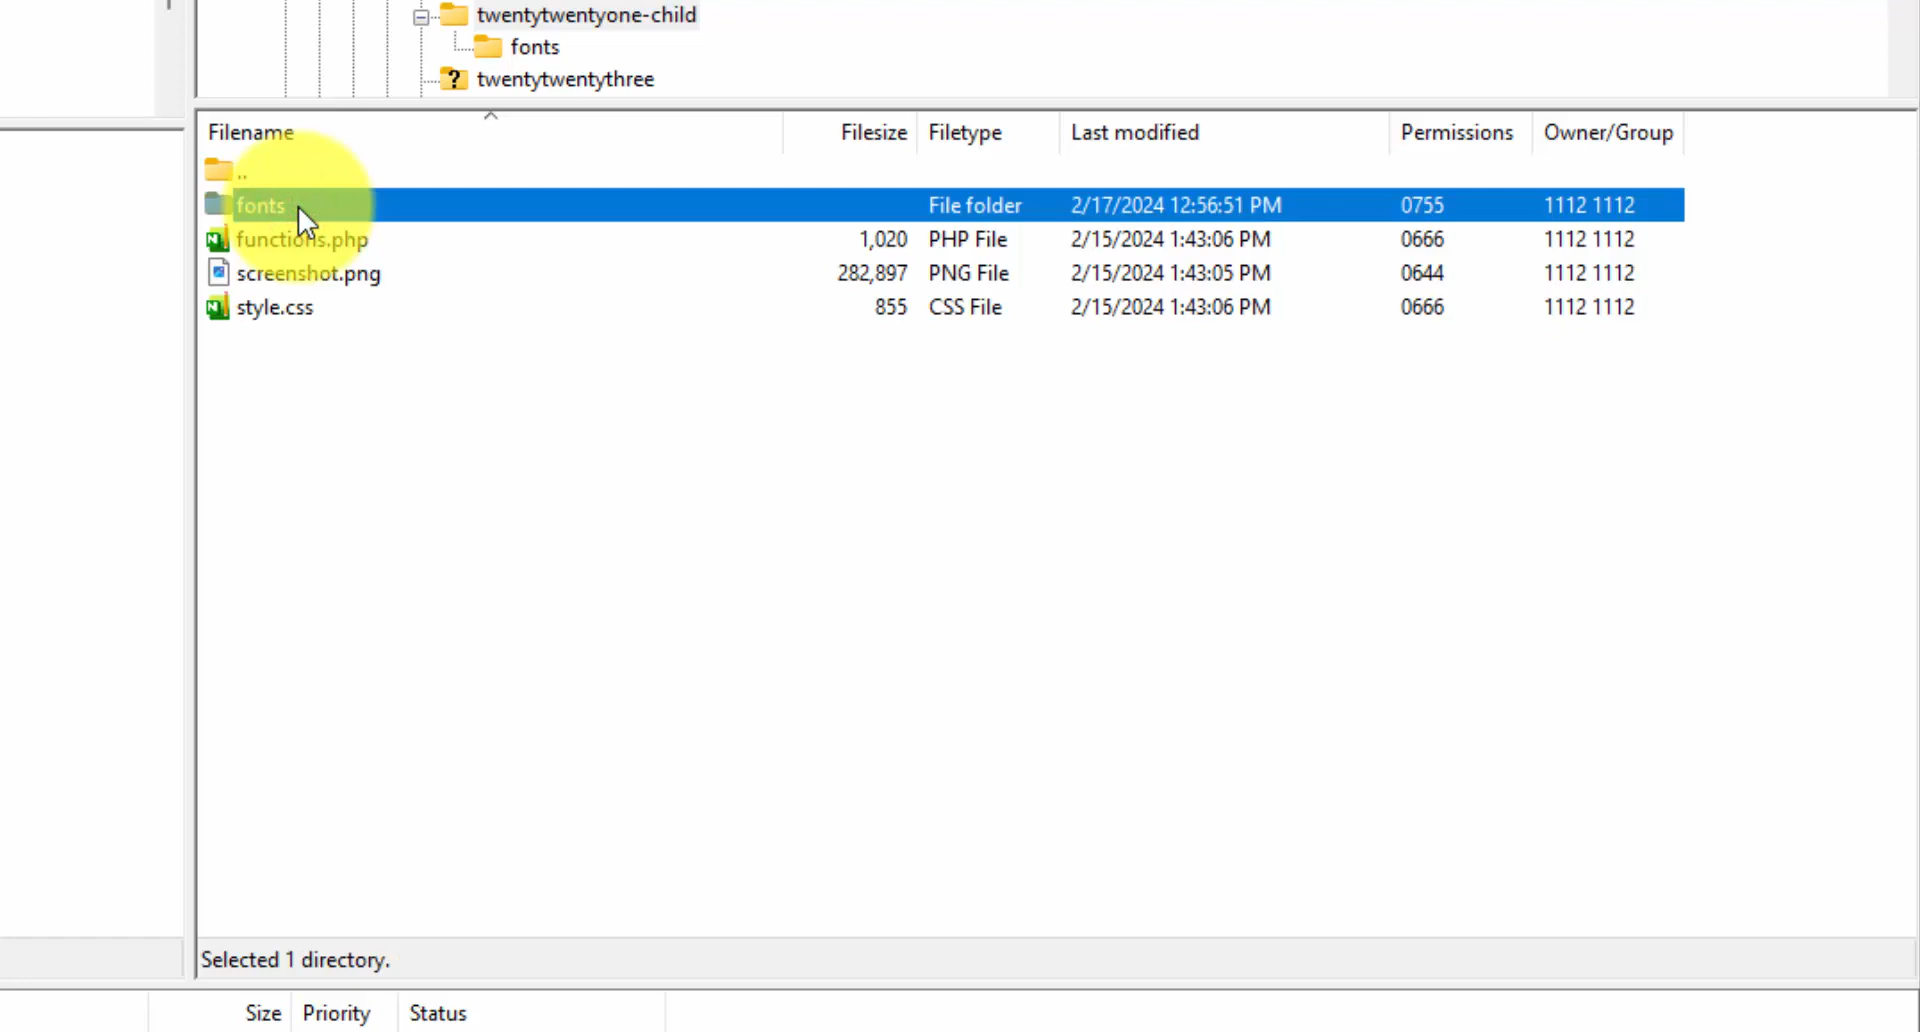 twentytwentyone-child
fonts
twentytwentythree
Filename Filesize Filetype Last modified Permissions Owner/Group
..
fonts File folder 2/17/2024 12:56:51 PM 0755 1112 1112
functions.php 1,020 PHP File 2/15/2024 1:43:06 PM 0666 1112 1112
screenshot.png 282,897 PNG File 2/15/2024 1:43:05 PM 0644 1112 1112
style.css 855 CSS File 2/15/2024 1:43:06 PM 0666 1112 1112
Selected 1 directory.
Size Priority Status